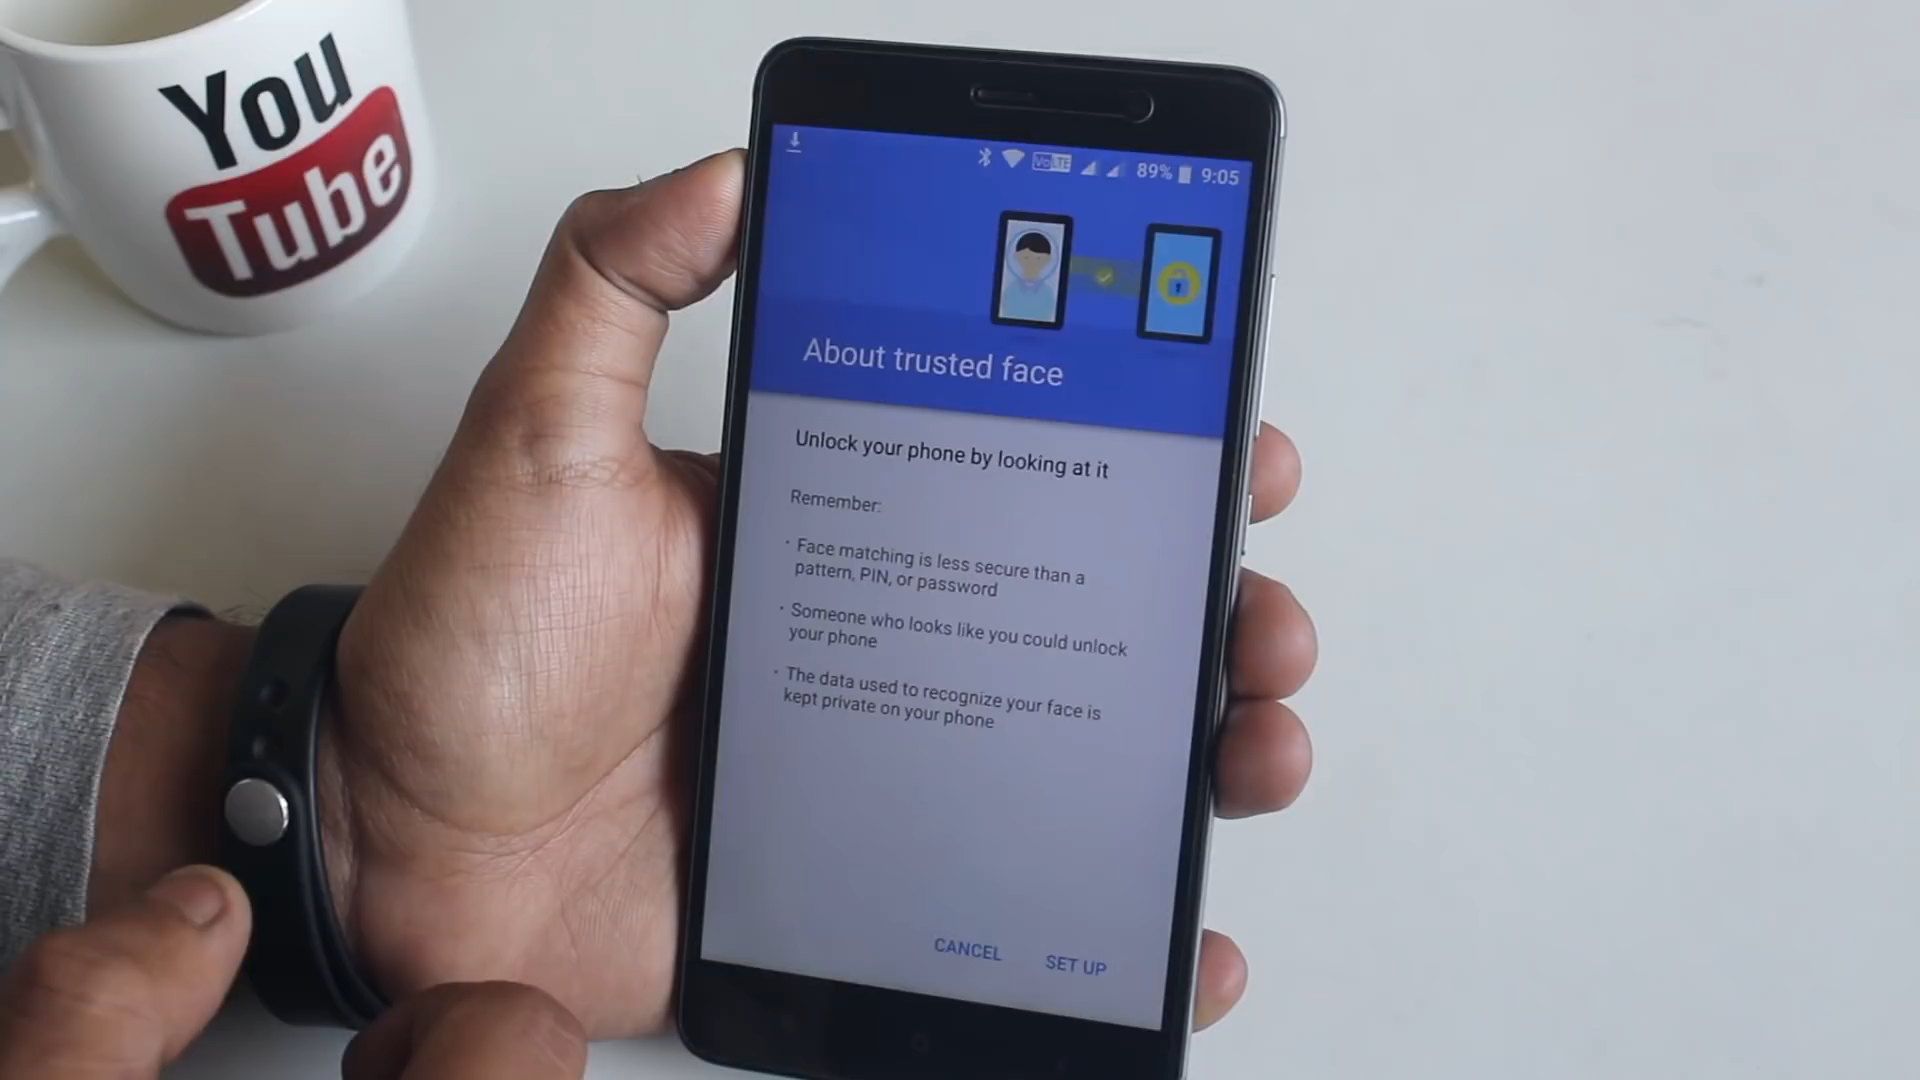 You
Tube
VoLTE 89% 9:05
About trusted face
Unlock your phone by looking at it
Remember:
· Face matching is less secure than a
pattern, PIN, or password
· Someone who looks like you could unlock
your phone
· The data used to recognize your face is
kept private on your phone
CANCEL SET UP